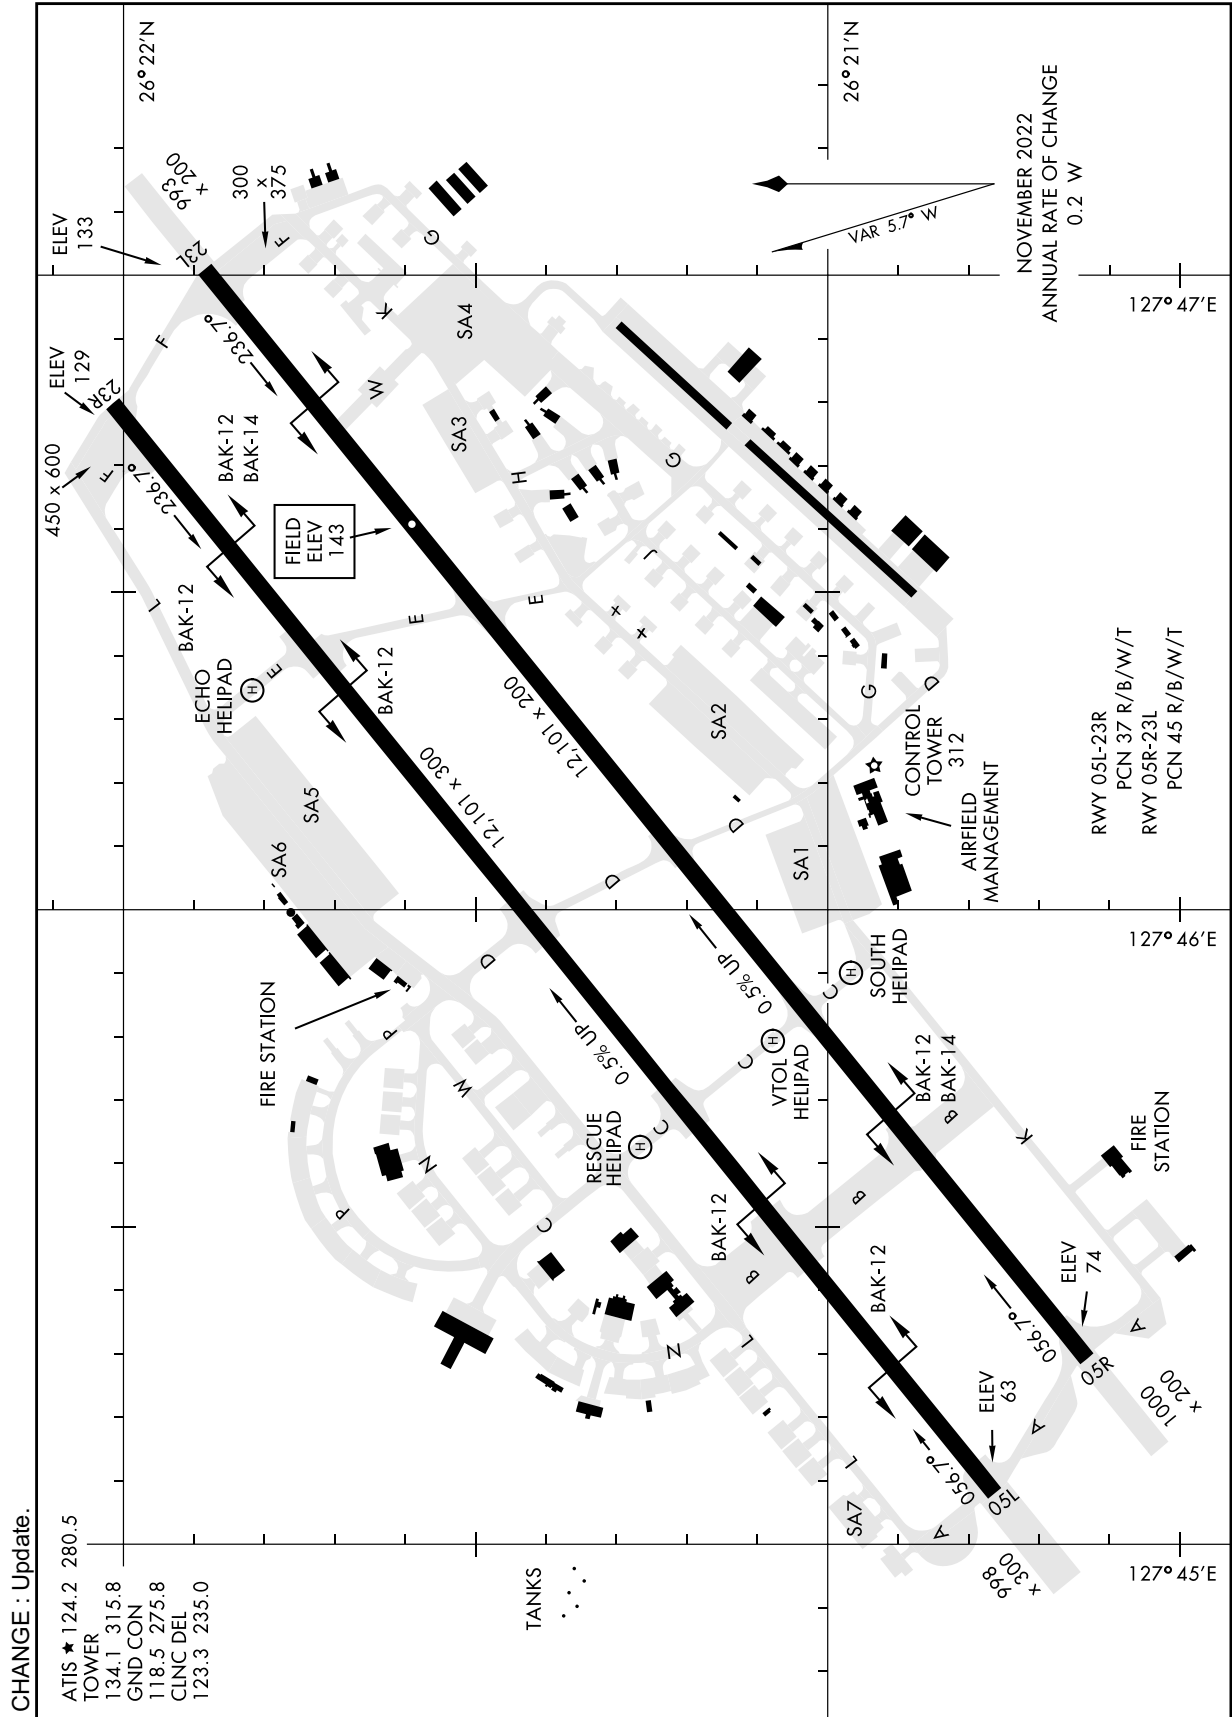 CHANGE : Update.
ATIS ★ 124.2 280.5
TOWER
134.1 315.8
GND CON
118.5 275.8
CLNC DEL
123.3 235.0
26°22'N
26°21'N
ELEV
133
993
x 200
300
x
375
F
23L
G
VAR 5.7° W
NOVEMBER 2022
ANNUAL RATE OF CHANGE
0.2 W
127°47'E
ELEV
129
23R
F
236.7°
K
SA4
450 x 600
F
236.7°
BAK-12
BAK-14
W
SA3
H
G
FIELD
ELEV
143
L
BAK-12
E
E
J
x
x
ECHO
HELIPAD
H
E
BAK-12
12,101 x 200
SA2
G
D
CONTROL
TOWER
312
RWY 05L-23R
PCN 37 R/B/W/T
RWY 05R-23L
PCN 45 R/B/W/T
SA5
12,101 x 300
D
SA6
D
SA1
AIRFIELD
MANAGEMENT
127°46'E
FIRE STATION
D
P
0.5% UP
0.5% UP
C
H
SOUTH
HELIPAD
W
RESCUE
HELIPAD
H
C
C
H
VTOL
HELIPAD
BAK-12
BAK-14
B
K
FIRE
STATION
N
P
C
BAK-12
B
B
BAK-12
ELEV
74
N
L
056.7°
A
05R
1000
x 200
ELEV
63
A
L
SA7
056.7°
05L
A
998
x 300
127°45'E
TANKS